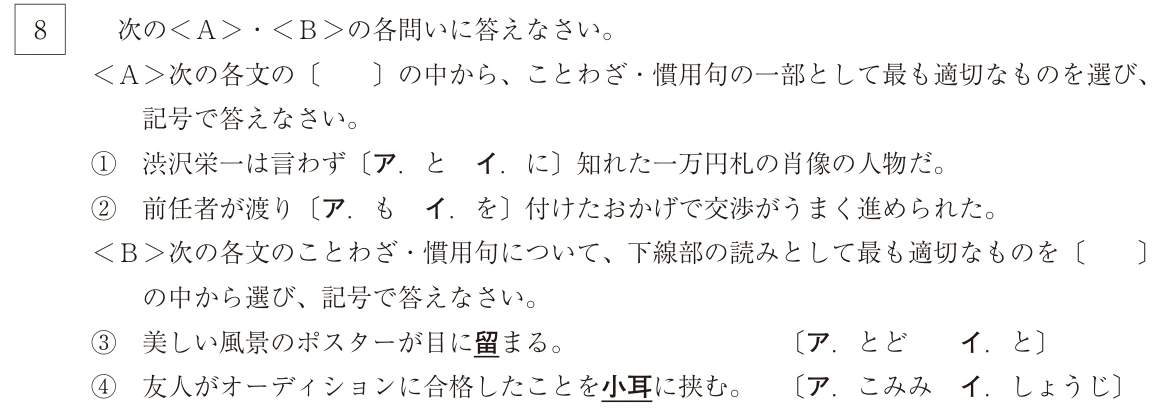 8　次の＜Ａ＞・＜Ｂ＞の各問いに答えなさい。
＜Ａ＞次の各文の〔　　〕の中から、ことわざ・慣用句の一部として最も適切なものを選び、
記号で答えなさい。
①　渋沢栄一は言わず〔ア．と　イ．に〕知れた一万円札の肖像の人物だ。
②　前任者が渡り〔ア．も　イ．を〕付けたおかげで交渉がうまく進められた。
＜Ｂ＞次の各文のことわざ・慣用句について、下線部の読みとして最も適切なものを〔　　〕
の中から選び、記号で答えなさい。
③　美しい風景のポスターが目に留まる。　〔ア．とど　イ．と〕
④　友人がオーディションに合格したことを小耳に挟む。　〔ア．こみみ　イ．しょうじ〕